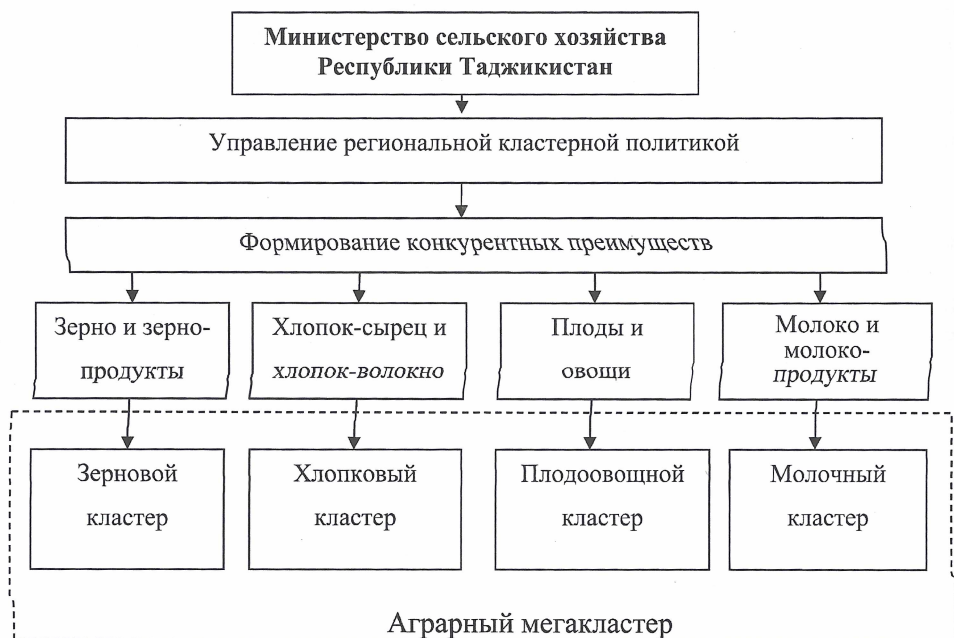 Министерство сельского хозяйства
Республики Таджикистан
Управление региональной кластерной политикой
Формирование конкурентных преимуществ
Зерно и зерно-
продукты
Хлопок-сырец и
хлопок-волокно
Плоды и
овощи
Молоко и
молоко-
продукты
Зерновой
кластер
Хлопковый
кластер
Плодоовощной
кластер
Молочный
кластер
Аграрный мегакластер